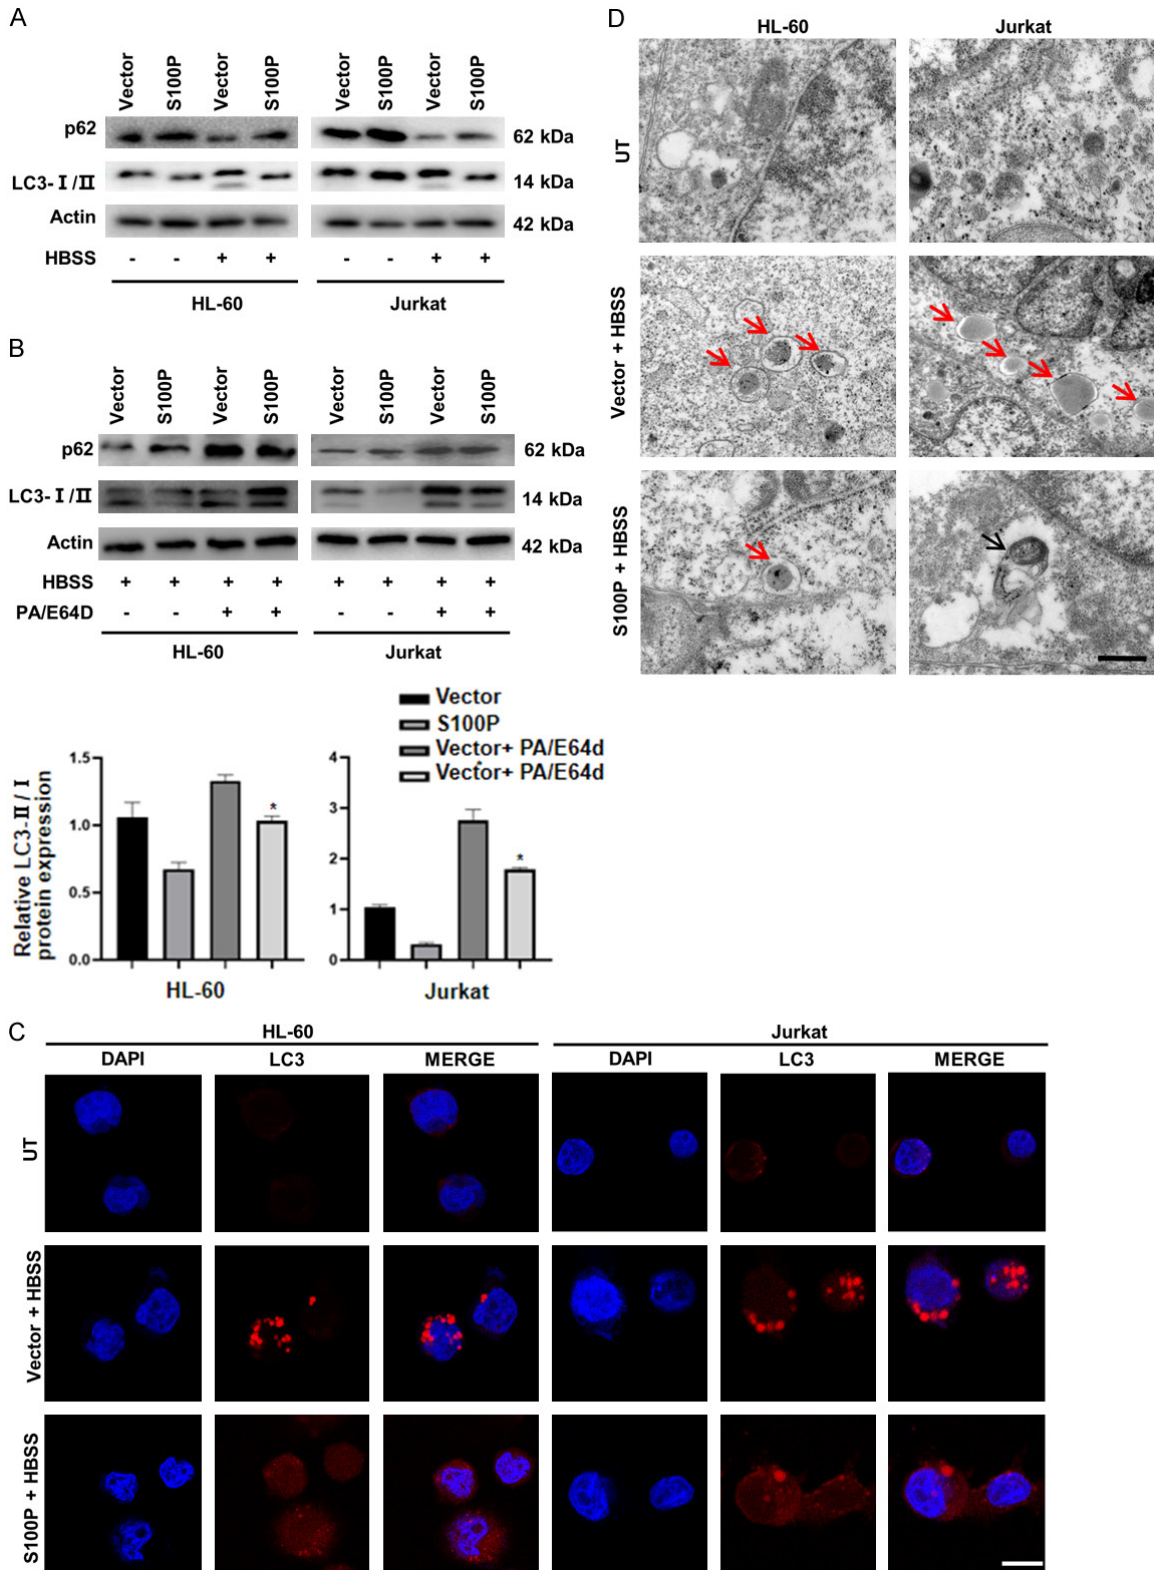 A
Vector S100P Vector S100P Vector S100P Vector S100P
p62 62 kDa
LC3-Ⅰ/Ⅱ 14 kDa
Actin 42 kDa
HBSS - - + + - - + +
HL-60 Jurkat
B
Vector S100P Vector S100P Vector S100P Vector S100P
p62 62 kDa
LC3-Ⅰ/Ⅱ 14 kDa
Actin 42 kDa
HBSS + + + + + + + +
PA/E64D - - + + - - + +
HL-60 Jurkat
Vector
S100P
Vector+ PA/E64d
Vector+ PA/E64d
*
Relative LC3-Ⅱ / Ⅰ
protein expression
1.5
1.0
0.5
0.0
*
HL-60
4
3
2
1
0
*
Jurkat
C
HL-60 Jurkat
DAPI LC3 MERGE DAPI LC3 MERGE
UT
Vector + HBSS
S100P + HBSS
D
HL-60 Jurkat
UT
Vector + HBSS
S100P + HBSS